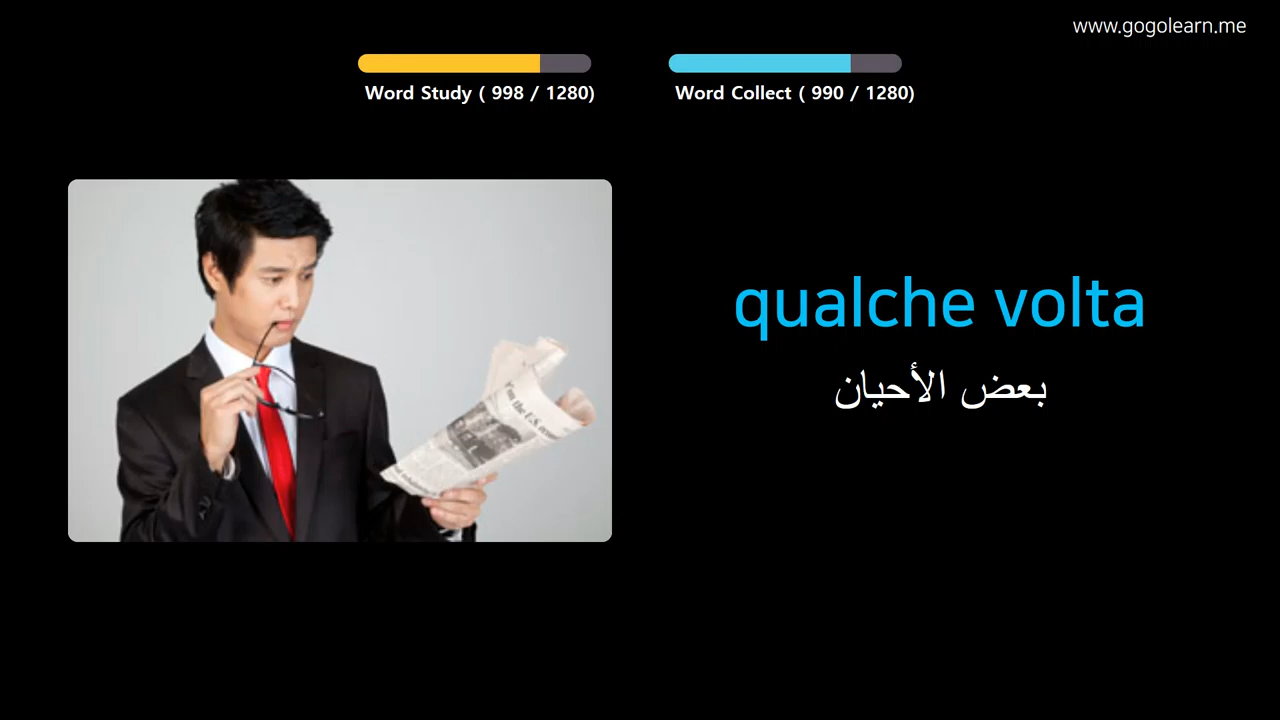 www.gogolearn.me
Word Study ( 998 / 1280)
Word Collect ( 990 / 1280)
qualche volta
بعض الأحيان